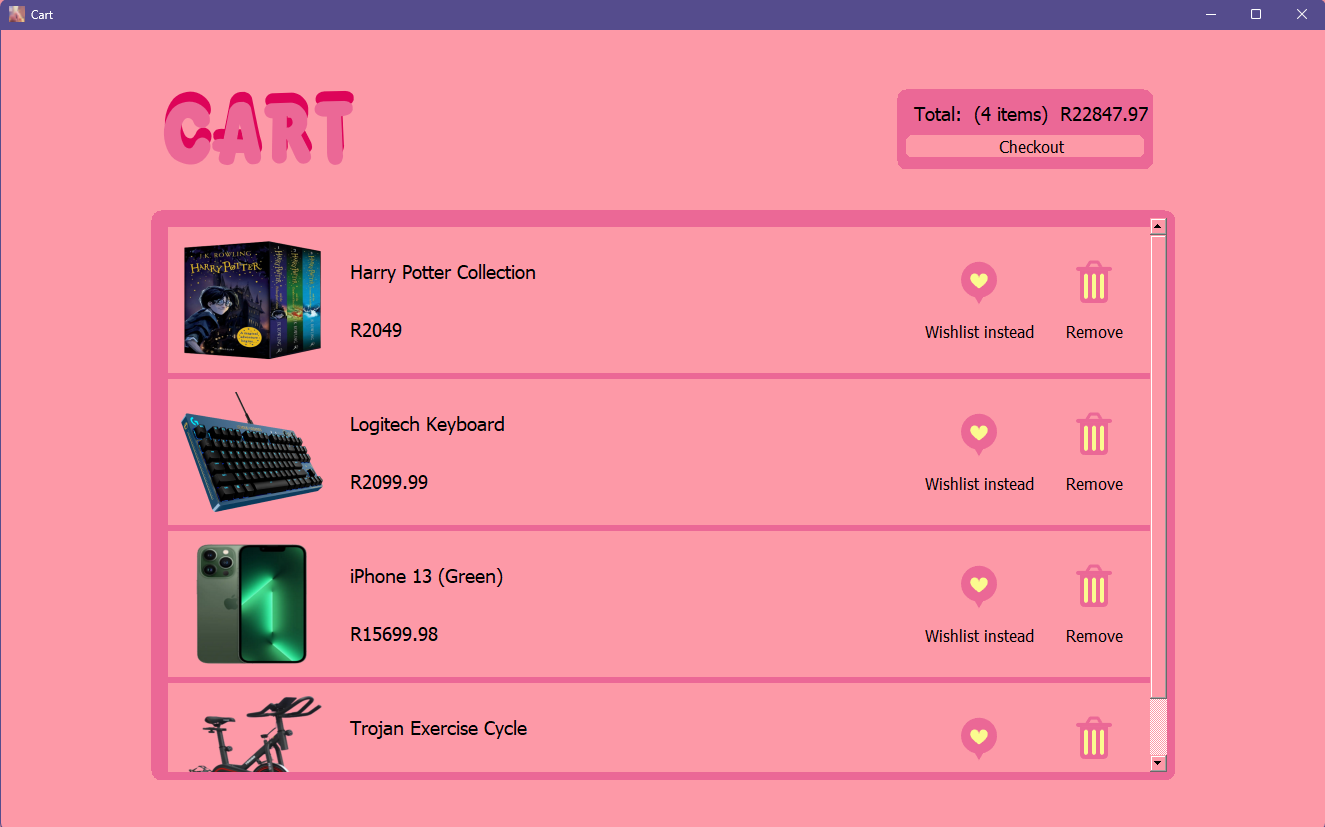 Cart
CART
Total: (4 items) R22847.97
Checkout
J.K. ROWLING
HARRY POTTER
Harry Potter Collection
R2049
Wishlist instead
Remove
Logitech Keyboard
R2099.99
Wishlist instead
Remove
iPhone 13 (Green)
R15699.98
Wishlist instead
Remove
Trojan Exercise Cycle